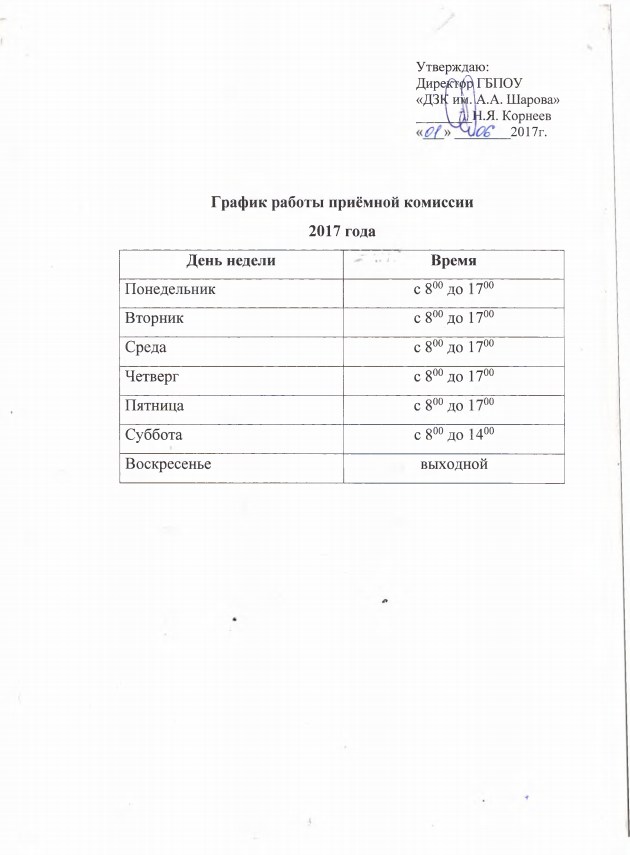 Утверждаю:
Директор ГБПОУ
«ДЗК им. А.А. Шарова»
________ Н.Я. Корнеев
«01» 06 2017г.
График работы приёмной комиссии
2017 года
День недели Время
Понедельник с 8⁰⁰ до 17⁰⁰
Вторник с 8⁰⁰ до 17⁰⁰
Среда с 8⁰⁰ до 17⁰⁰
Четверг с 8⁰⁰ до 17⁰⁰
Пятница с 8⁰⁰ до 17⁰⁰
Суббота с 8⁰⁰ до 14⁰⁰
Воскресенье выходной